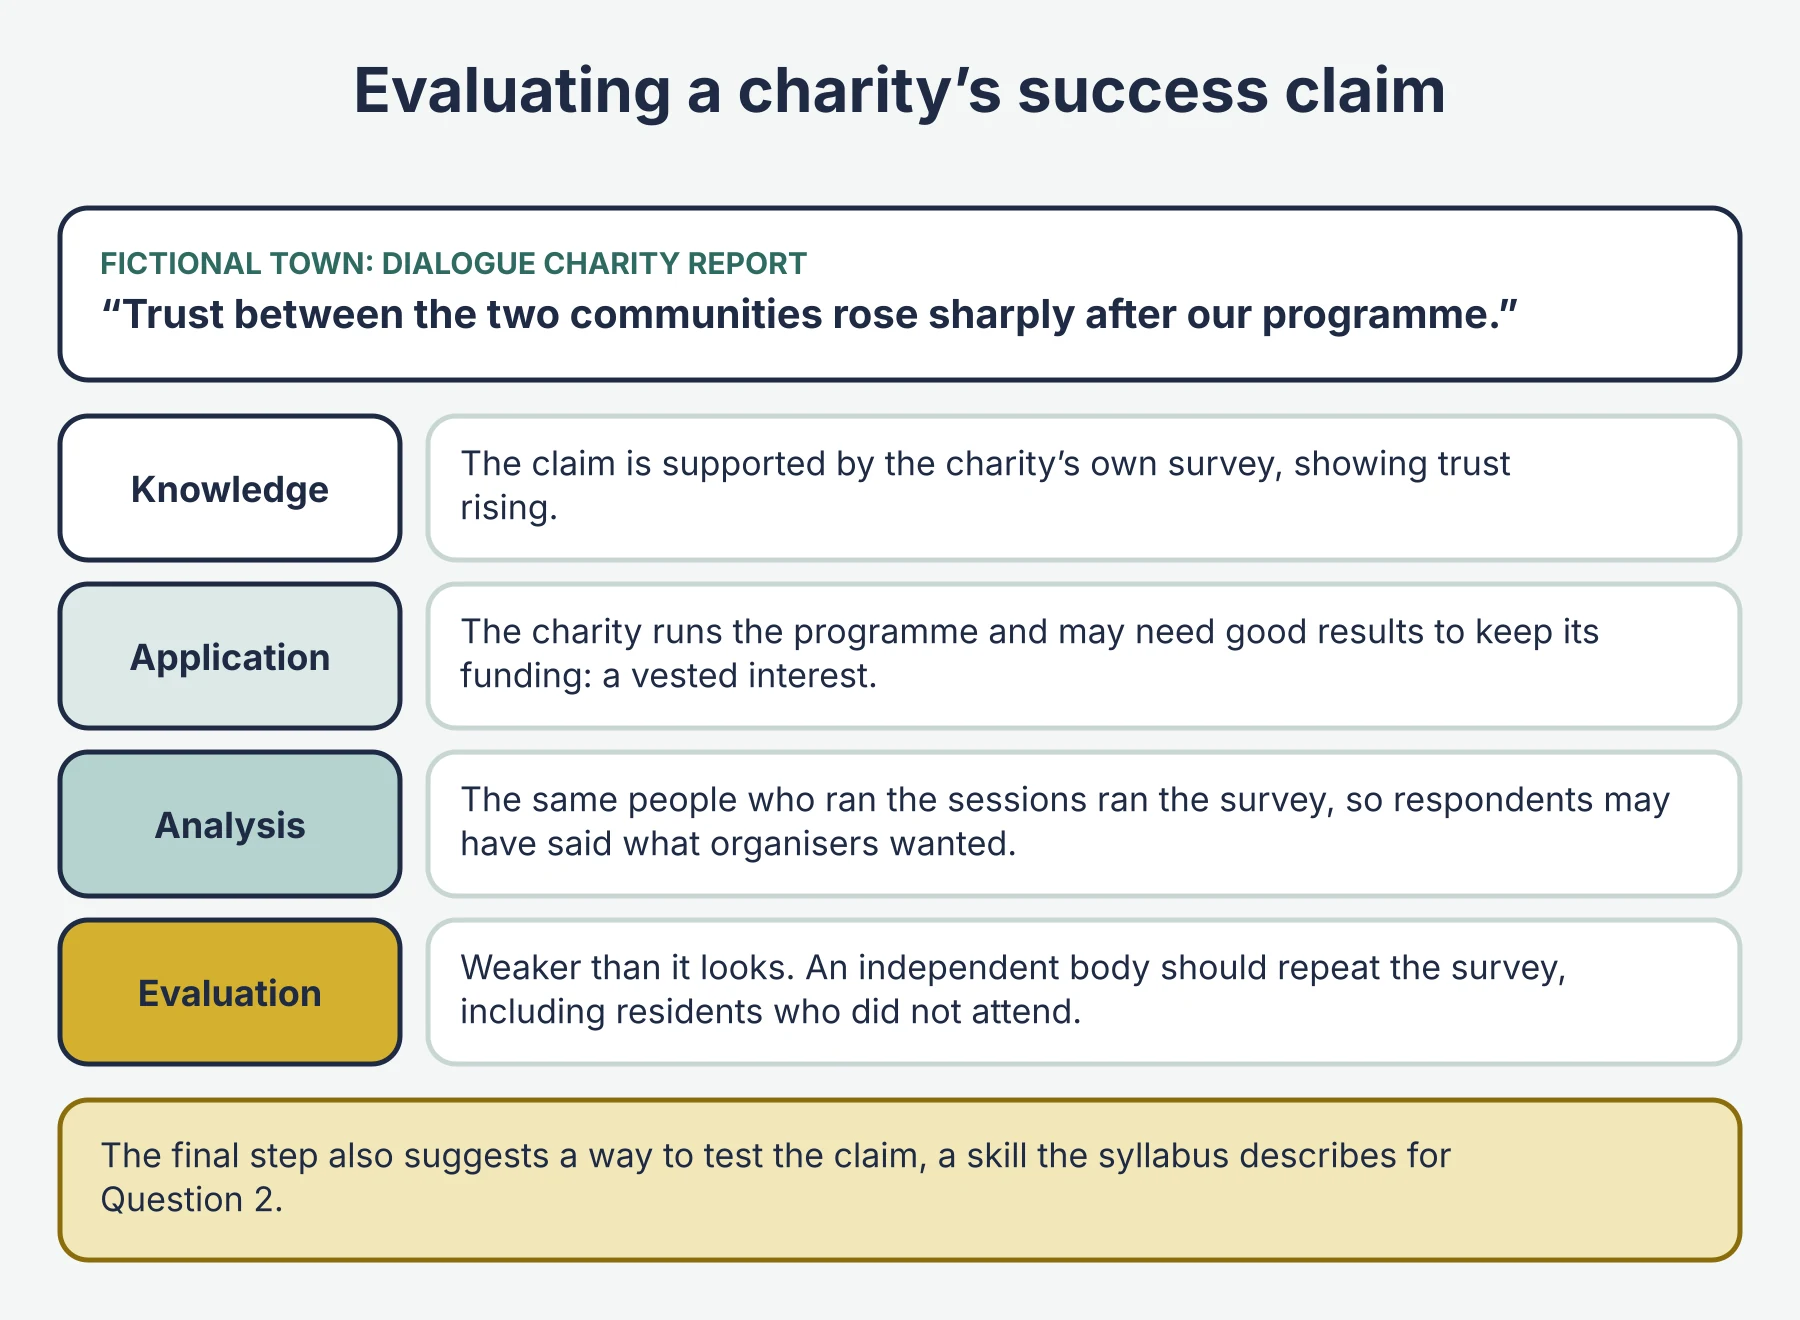 Evaluating a charity’s success claim
FICTIONAL TOWN: DIALOGUE CHARITY REPORT
“Trust between the two communities rose sharply after our programme.”
Knowledge
The claim is supported by the charity’s own survey, showing trust
rising.
Application
The charity runs the programme and may need good results to keep its
funding: a vested interest.
Analysis
The same people who ran the sessions ran the survey, so respondents may
have said what organisers wanted.
Evaluation
Weaker than it looks. An independent body should repeat the survey,
including residents who did not attend.
The final step also suggests a way to test the claim, a skill the syllabus describes for
Question 2.